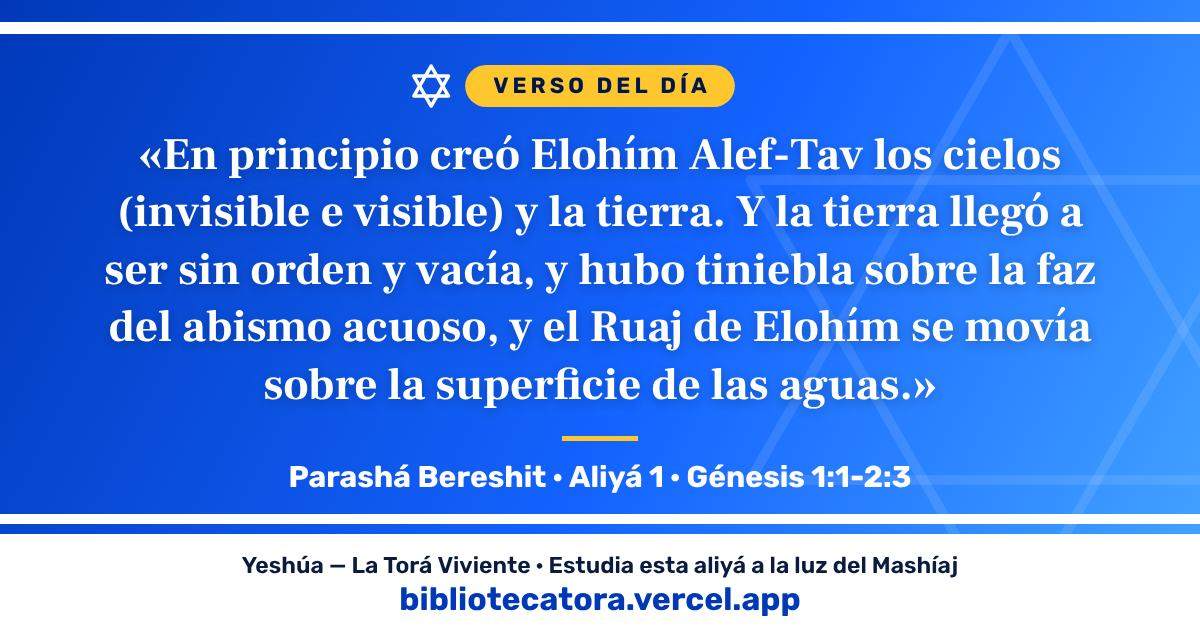 VERSO DEL DÍA
«En principio creó Elohím Alef-Tav los cielos
(invisible e visible) y la tierra. Y la tierra llegó a
ser sin orden y vacía, y hubo tiniebla sobre la faz
del abismo acuoso, y el Ruaj de Elohím se movía
sobre la superficie de las aguas.»
Parashá Bereshit • Aliyá 1 • Génesis 1:1-2:3
Yeshúa — La Torá Viviente • Estudia esta aliyá a la luz del Mashíaj
bibliotecatora.vercel.app